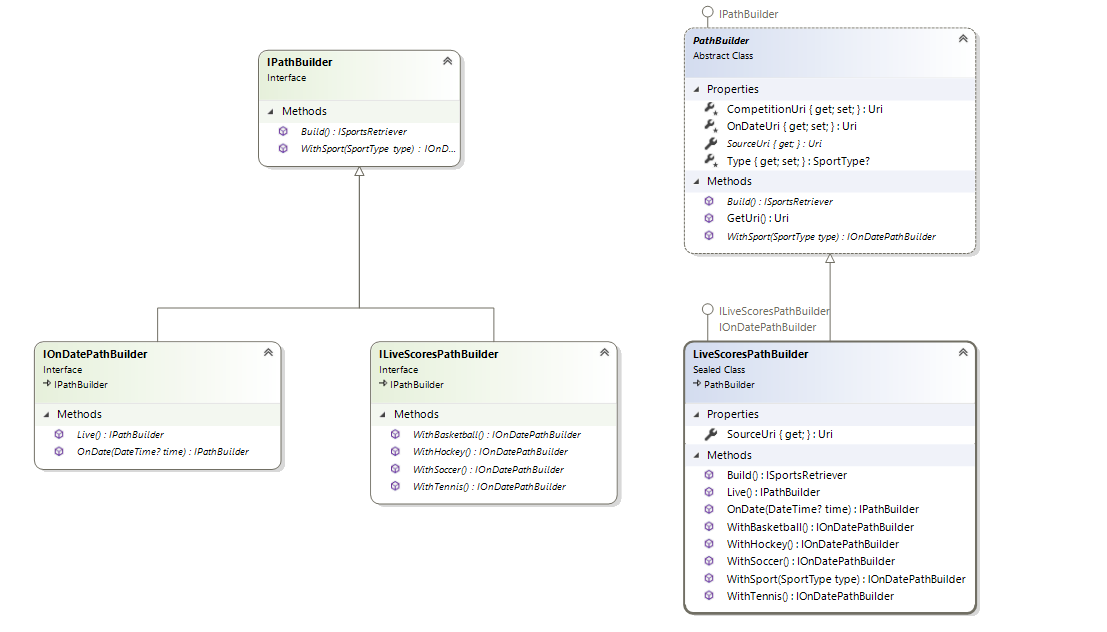 IPathBuilder
Interface
Methods
Build() : ISportsRetriever
WithSport(SportType type) : IOnD...
IOnDatePathBuilder
Interface
IPathBuilder
Methods
Live() : IPathBuilder
OnDate(DateTime? time) : IPathBuilder
ILiveScoresPathBuilder
Interface
IPathBuilder
Methods
WithBasketball() : IOnDatePathBuilder
WithHockey() : IOnDatePathBuilder
WithSoccer() : IOnDatePathBuilder
WithTennis() : IOnDatePathBuilder
IPathBuilder
PathBuilder
Abstract Class
Properties
CompetitionUri { get; set; } : Uri
OnDateUri { get; set; } : Uri
SourceUri { get; } : Uri
Type { get; set; } : SportType?
Methods
Build() : ISportsRetriever
GetUri() : Uri
WithSport(SportType type) : IOnDatePathBuilder
ILiveScoresPathBuilder
IOnDatePathBuilder
LiveScoresPathBuilder
Sealed Class
PathBuilder
Properties
SourceUri { get; } : Uri
Methods
Build() : ISportsRetriever
Live() : IPathBuilder
OnDate(DateTime? time) : IPathBuilder
WithBasketball() : IOnDatePathBuilder
WithHockey() : IOnDatePathBuilder
WithSoccer() : IOnDatePathBuilder
WithSport(SportType type) : IOnDatePathBuilder
WithTennis() : IOnDatePathBuilder